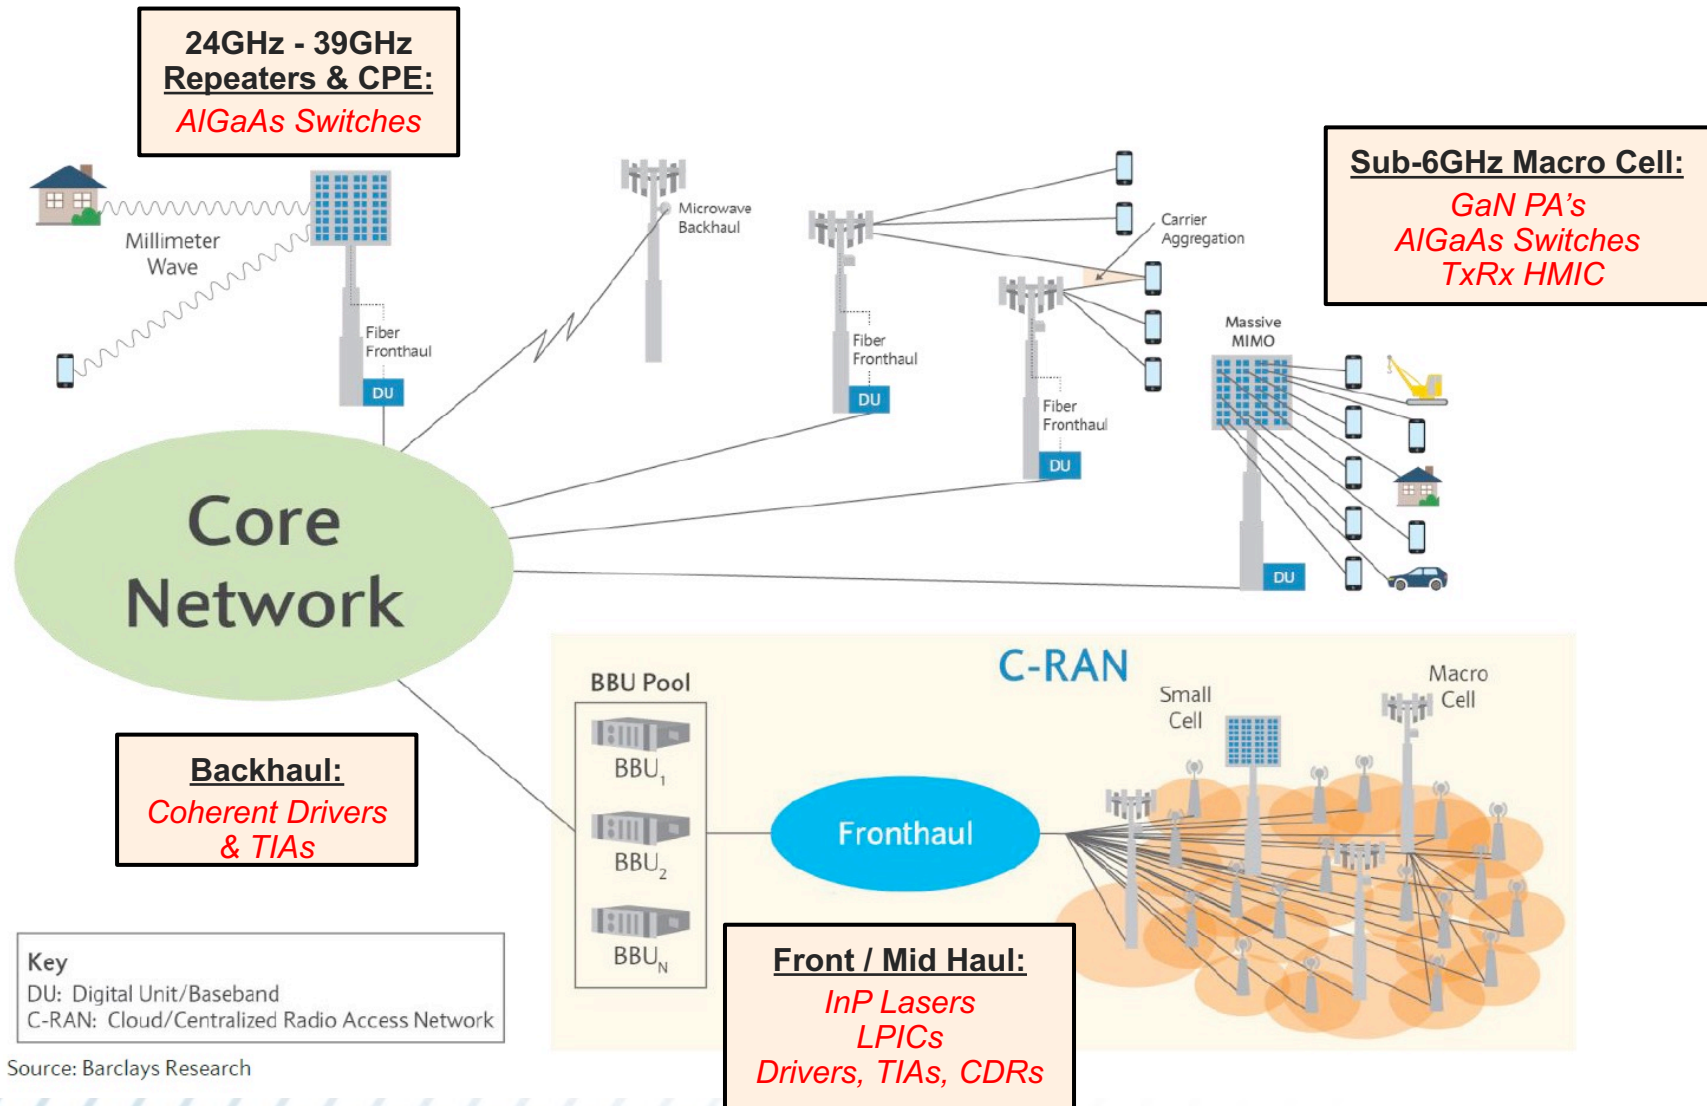 24GHz - 39GHz
Repeaters & CPE:
AlGaAs Switches
Sub-6GHz Macro Cell:
GaN PA’s
AlGaAs Switches
TxRx HMIC
Millimeter
Wave
Fiber
Fronthaul
DU
Microwave
Backhaul
Fiber
Fronthaul
DU
Carrier
Aggregation
Fiber
Fronthaul
DU
Massive
MIMO
DU
Core
Network
Backhaul:
Coherent Drivers
& TIAs
C-RAN
BBU Pool
BBU1
BBU2
BBUN
Fronthaul
Small
Cell
Macro
Cell
Front / Mid Haul:
InP Lasers
LPICs
Drivers, TIAs, CDRs
Key
DU: Digital Unit/Baseband
C-RAN: Cloud/Centralized Radio Access Network
Source: Barclays Research